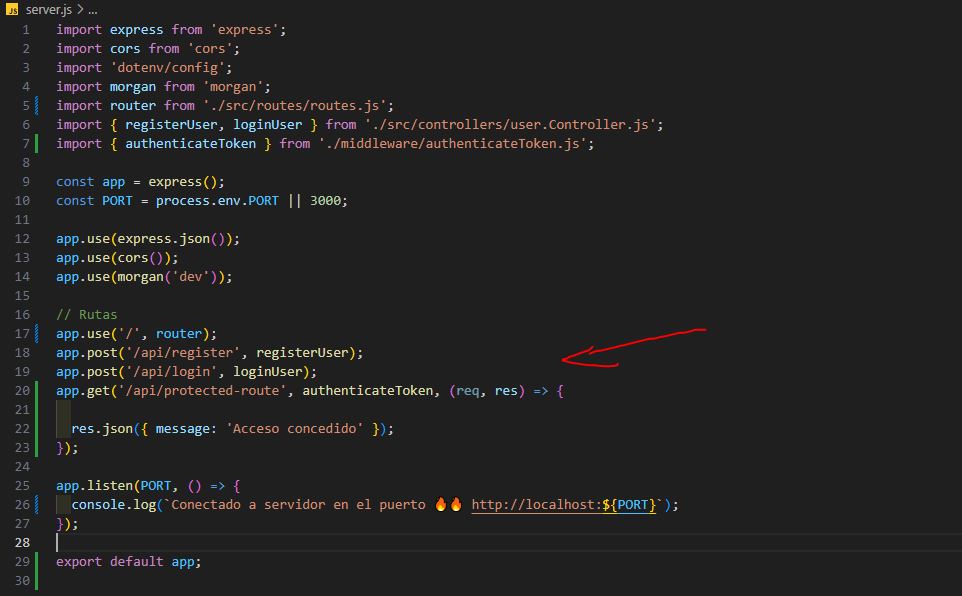 JS server.js > ...
1 import express from 'express';
2 import cors from 'cors';
3 import 'dotenv/config';
4 import morgan from 'morgan';
5 import router from './src/routes/routes.js';
6 import { registerUser, loginUser } from './src/controllers/user.Controller.js';
7 import { authenticateToken } from './middleware/authenticateToken.js';
8
9 const app = express();
10 const PORT = process.env.PORT || 3000;
11
12 app.use(express.json());
13 app.use(cors());
14 app.use(morgan('dev'));
15
16 // Rutas
17 app.use('/', router);
18 app.post('/api/register', registerUser);
19 app.post('/api/login', loginUser);
20 app.get('/api/protected-route', authenticateToken, (req, res) => {
21
22   res.json({ message: 'Acceso concedido' });
23 });
24
25 app.listen(PORT, () => {
26   console.log(`Conectado a servidor en el puerto 🔥🔥 http://localhost:${PORT}`);
27 });
28
29 export default app;
30